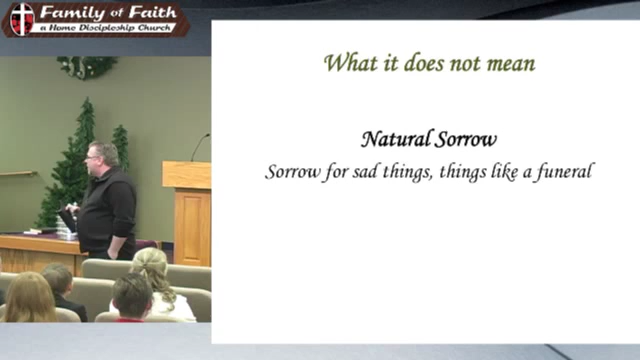 Family of Faith
a Home Discipleship Church
What it does not mean
Natural Sorrow
Sorrow for sad things, things like a funeral